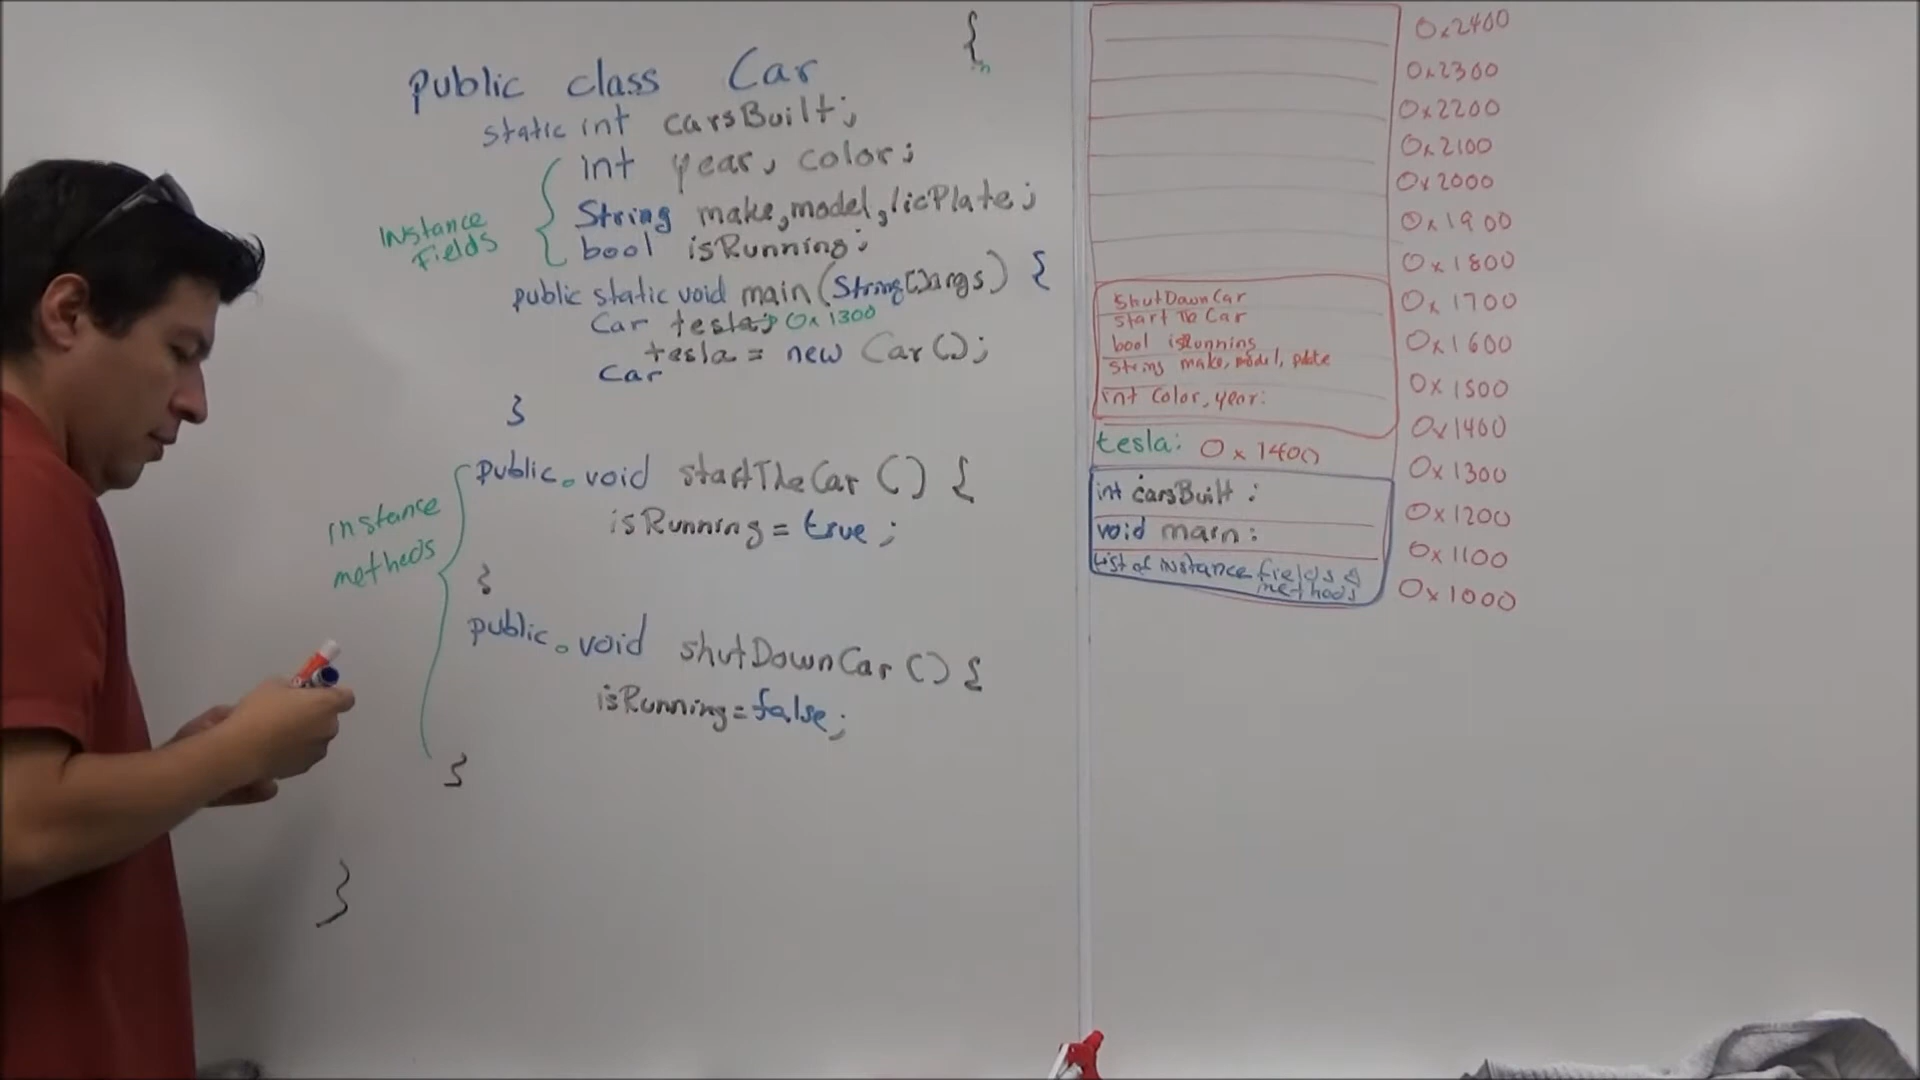 public class Car {
static int carsBuilt;
int year, color;
String make, model, licPlate;
bool isRunning;
Instance Fields
public static void main(String[] args) {
Car tesla; 0x1300
tesla = new Car();
Car
}
public void startTheCar () {
isRunning = true;
}
instance methods
public void shutDownCar () {
isRunning = false;
}
}
0x2400
0x2300
0x2200
0x2100
0x2000
0x1900
0x1800
shutDownCar
0x1700
start The Car
bool isRunning
0x1600
String make, model, plate
int color, year:
0x1500
0x1400
tesla: 0x1400
0x1300
int carsBuilt:
0x1200
void main:
0x1100
List of instance fields &
methods
0x1000